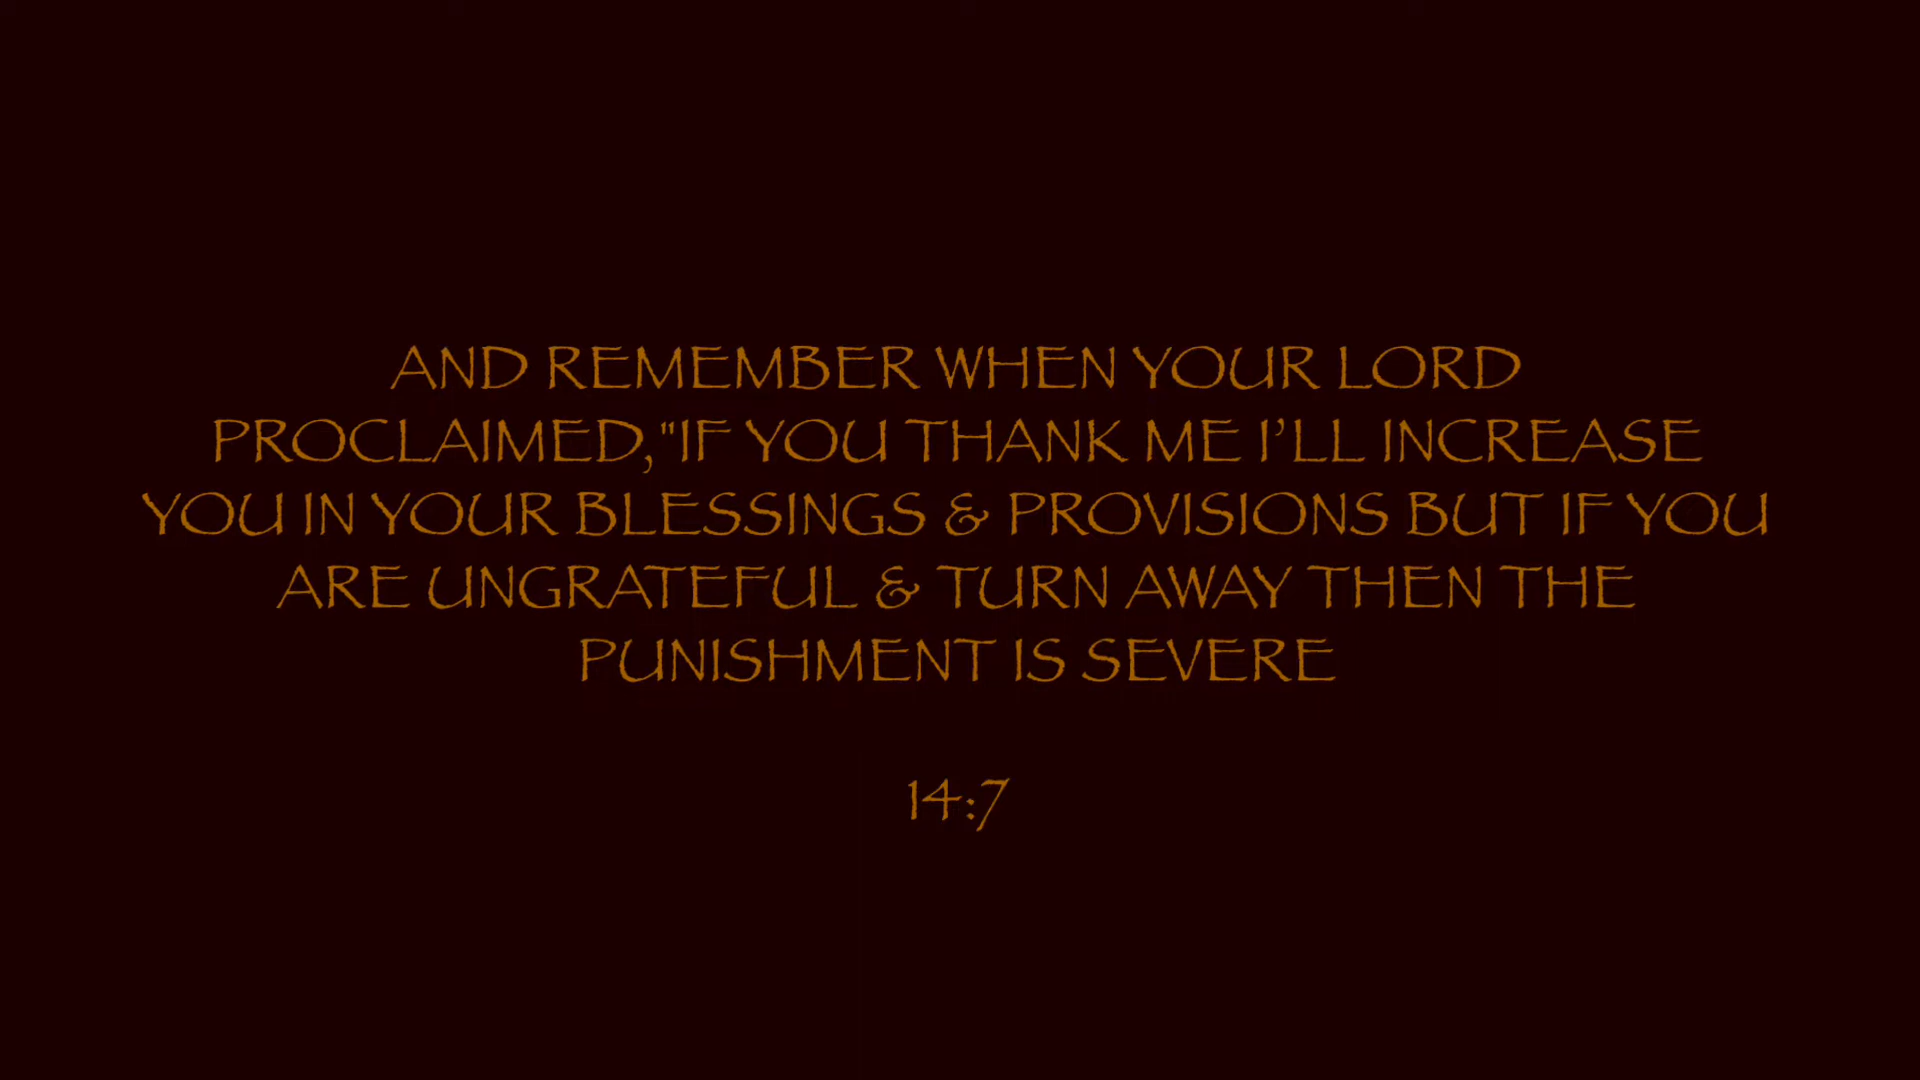 AND REMEMBER WHEN YOUR LORD
PROCLAIMED,"IF YOU THANK ME I’LL INCREASE
YOU IN YOUR BLESSINGS & PROVISIONS BUT IF YOU
ARE UNGRATEFUL & TURN AWAY THEN THE
PUNISHMENT IS SEVERE
14:7